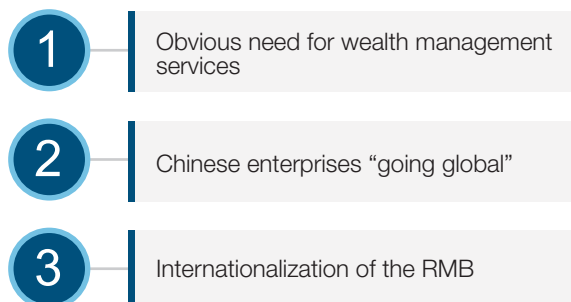 1
Obvious need for wealth management
services
2
Chinese enterprises “going global”
3
Internationalization of the RMB